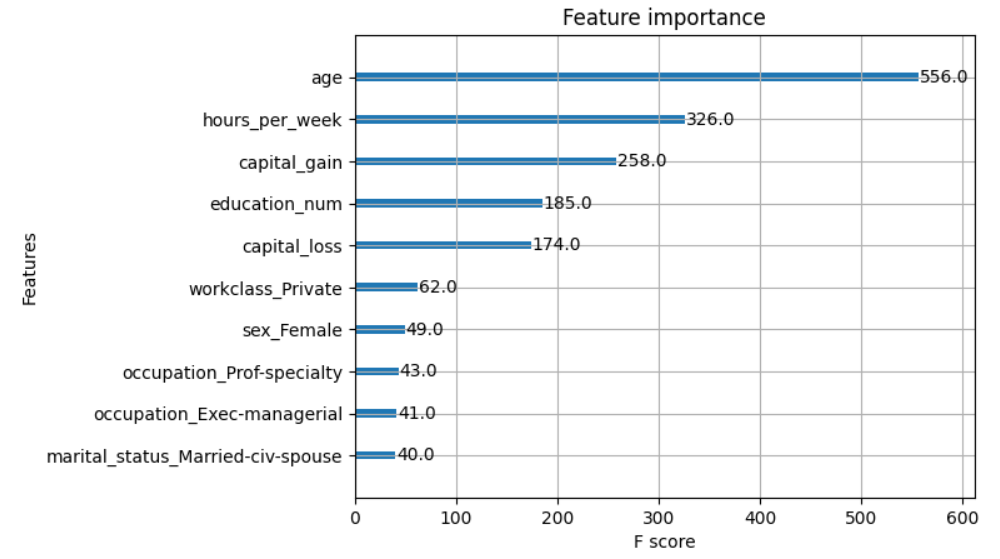 Feature importance
Features
age 556.0
hours_per_week 326.0
capital_gain 258.0
education_num 185.0
capital_loss 174.0
workclass_Private 62.0
sex_Female 49.0
occupation_Prof-specialty 43.0
occupation_Exec-managerial 41.0
marital_status_Married-civ-spouse 40.0
0 100 200 300 400 500 600
F score